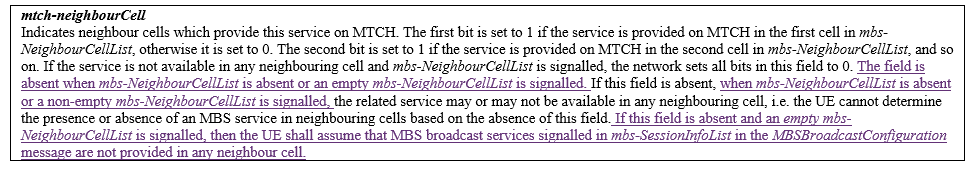 mtch-neighbourCell
Indicates neighbour cells which provide this service on MTCH. The first bit is set to 1 if the service is provided on MTCH in the first cell in mbs-
NeighbourCellList, otherwise it is set to 0. The second bit is set to 1 if the service is provided on MTCH in the second cell in mbs-NeighbourCellList, and so
on. If the service is not available in any neighbouring cell and mbs-NeighbourCellList is signalled, the network sets all bits in this field to 0. The field is
absent when mbs-NeighbourCellList is absent or an empty mbs-NeighbourCellList is signalled. If this field is absent, when mbs-NeighbourCellList is absent
or a non-empty mbs-NeighbourCellList is signalled, the related service may or may not be available in any neighbouring cell, i.e. the UE cannot determine
the presence or absence of an MBS service in neighbouring cells based on the absence of this field. If this field is absent and an empty mbs-
NeighbourCellList is signalled, then the UE shall assume that MBS broadcast services signalled in mbs-SessionInfoList in the MBSBroadcastConfiguration
message are not provided in any neighbour cell.